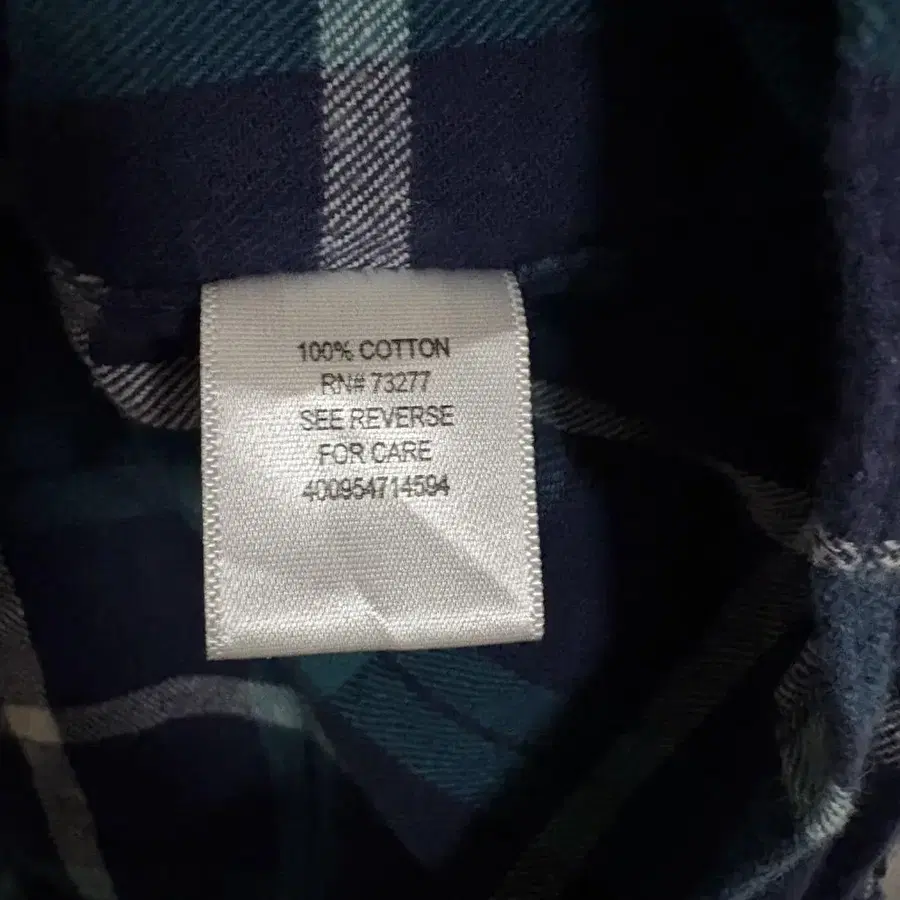 100% COTTON
RN# 73277
SEE REVERSE
FOR CARE
400954714594